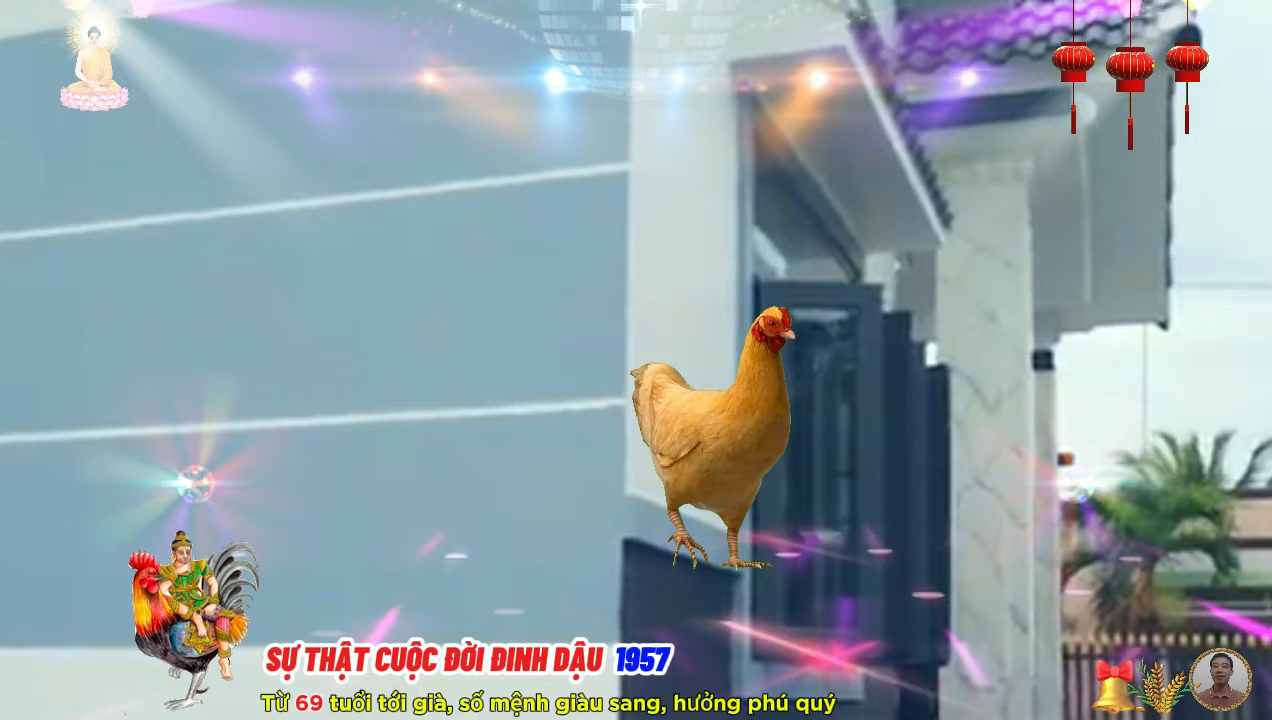 SỰ THẬT CUỘC ĐỜI ĐINH DẬU 1957
Từ 69 tuổi tới già, số mệnh giàu sang, hưởng phú quý